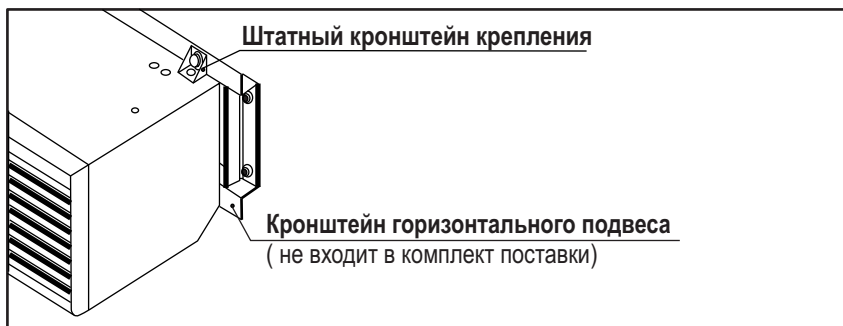 Штатный кронштейн крепления
Кронштейн горизонтального подвеса
( не входит в комплект поставки)